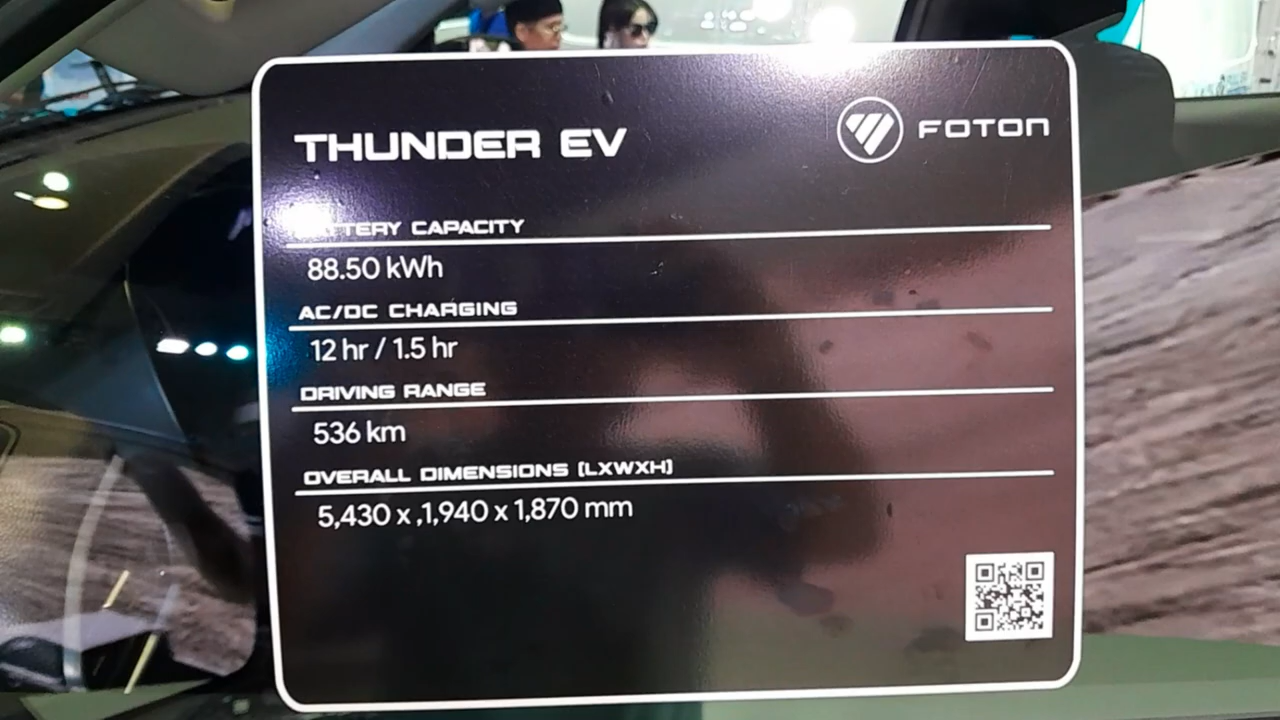 THUNDER EV
FOTON
BATTERY CAPACITY
88.50 kWh
AC/DC CHARGING
12 hr / 1.5 hr
DRIVING RANGE
536 km
OVERALL DIMENSIONS (LXWXH)
5,430 x ,1,940 x 1,870 mm